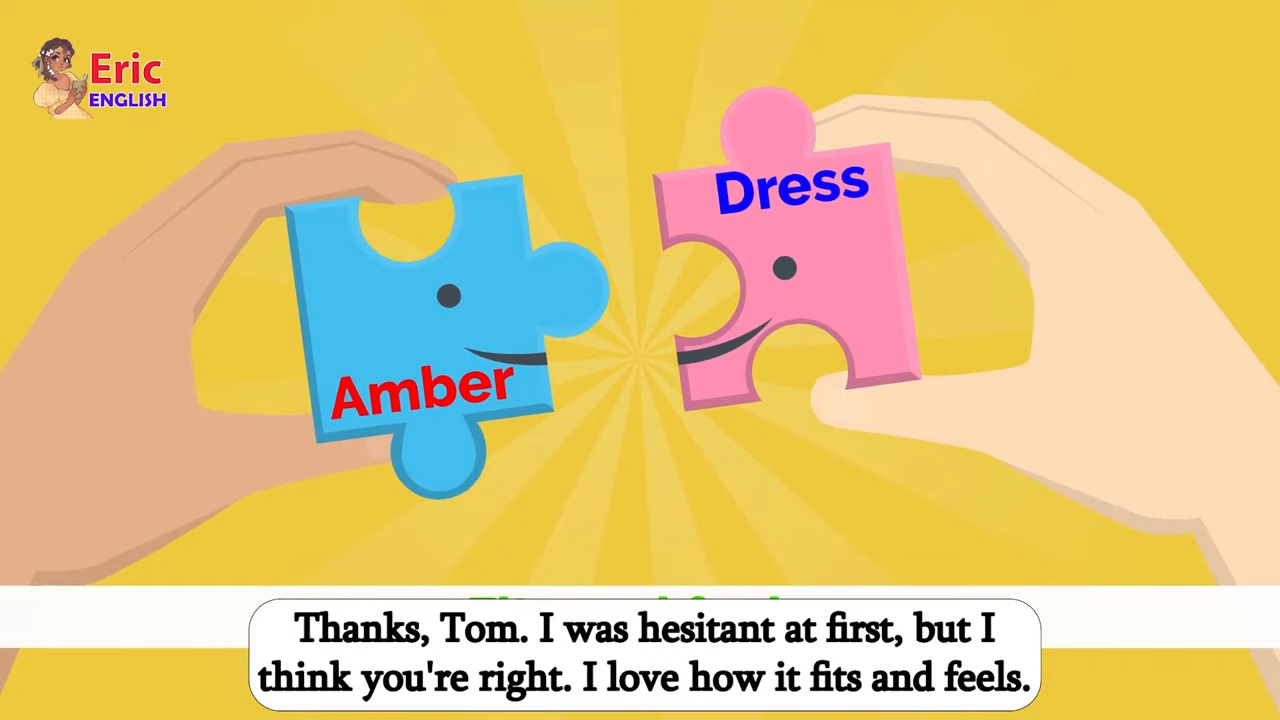 Eric
ENGLISH
Dress
Amber
Thanks, Tom. I was hesitant at first, but I
think you're right. I love how it fits and feels.